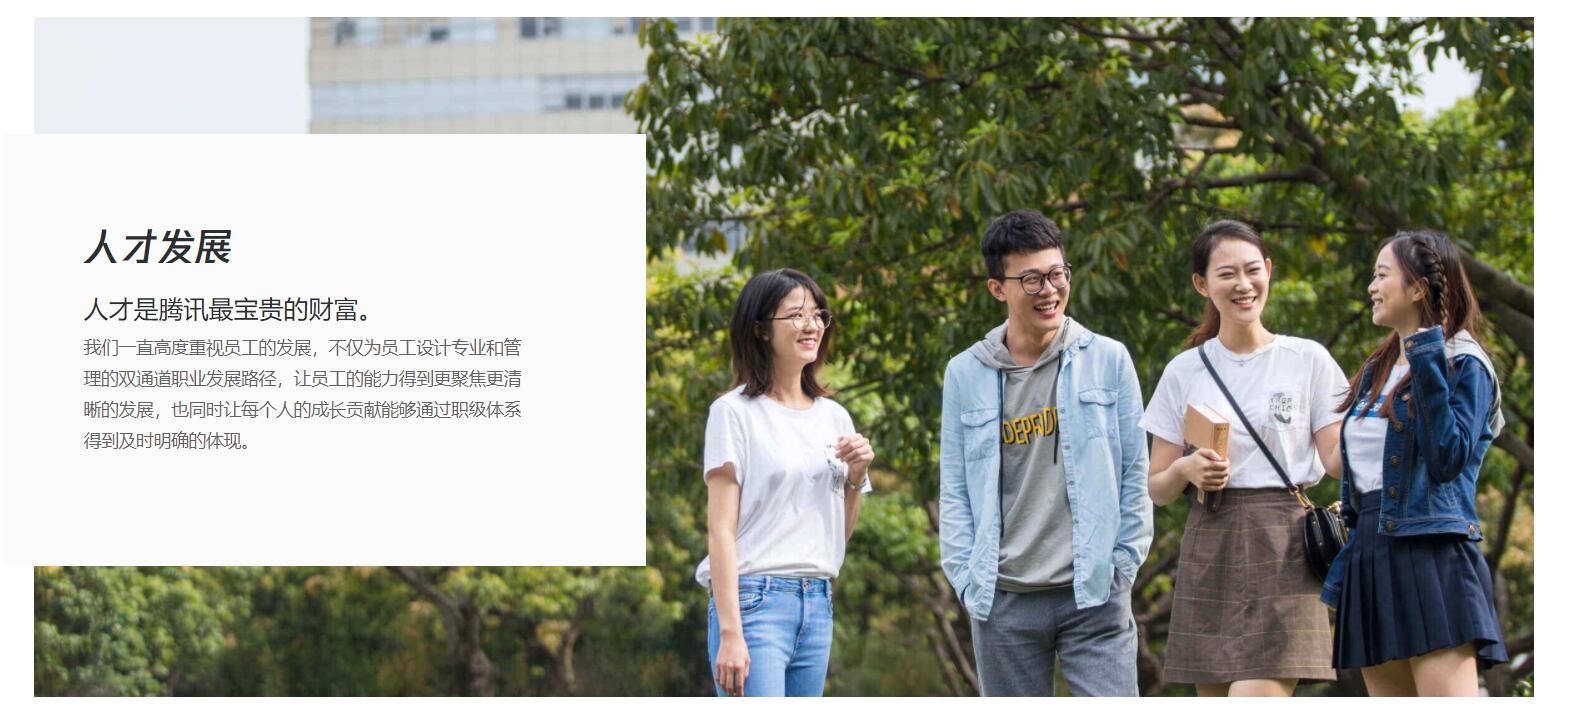 人才发展
人才是腾讯最宝贵的财富。
我们一直高度重视员工的发展，不仅为员工设计专业和管
理的双通道职业发展路径，让员工的能力得到更聚焦更清
晰的发展，也同时让每个人的成长贡献能够通过职级体系
得到及时明确的体现。